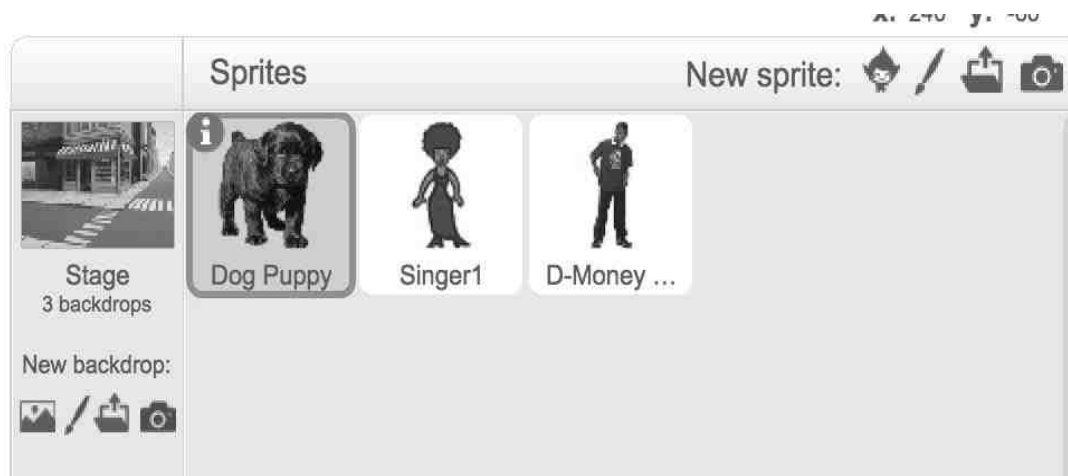 Sprites
New sprite:
Stage
3 backdrops
New backdrop:
Dog Puppy
Singer1
D-Money ...